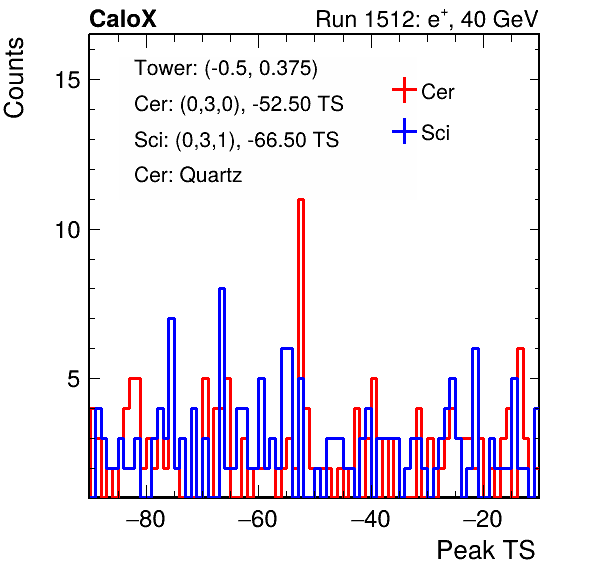 CaloX
Run 1512: e+, 40 GeV
Counts
Tower: (-0.5, 0.375)
Cer: (0,3,0), -52.50 TS
Sci: (0,3,1), -66.50 TS
Cer: Quartz
Cer
Sci
15
10
5
−80
−60
−40
−20
Peak TS